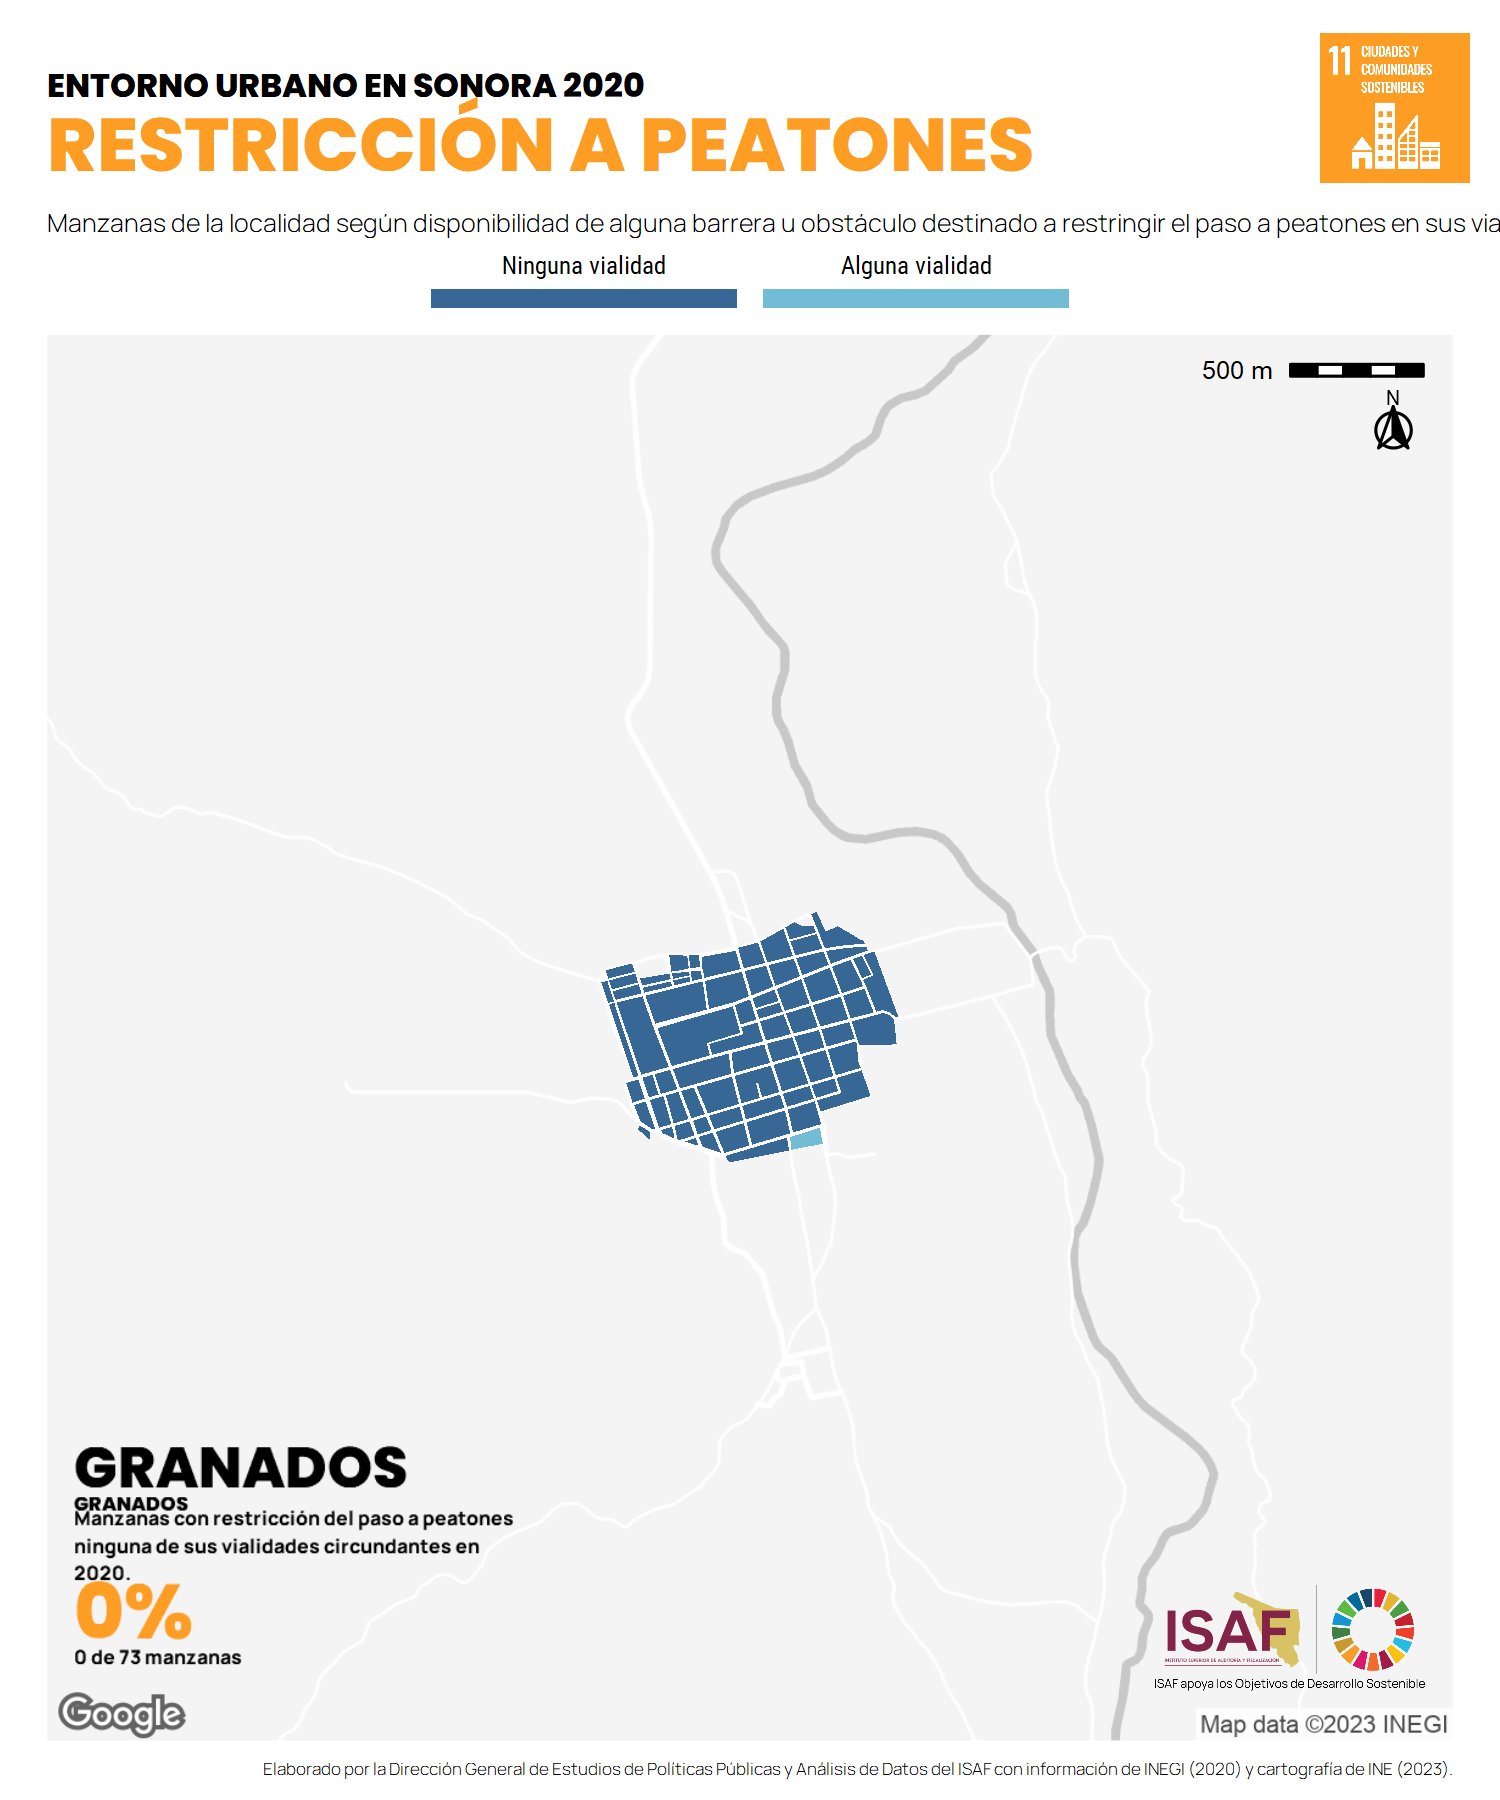 ENTORNO URBANO EN SONORA 2020
RESTRICCIÓN A PEATONES
11 CIUDADES Y
COMUNIDADES
SOSTENIBLES
Manzanas de la localidad según disponibilidad de alguna barrera u obstáculo destinado a restringir el paso a peatones en sus via
Ninguna vialidad
Alguna vialidad
500 m
N
GRANADOS
GRANADOS
Manzanas con restricción del paso a peatones
ninguna de sus vialidades circundantes en
2020.
0%
0 de 73 manzanas
ISAF
INSTITUTO SUPERIOR DE AUDITORÍA Y FISCALIZACIÓN
ISAF apoya los Objetivos de Desarrollo Sostenible
Google
Map data ©2023 INEGI
Elaborado por la Dirección General de Estudios de Políticas Públicas y Análisis de Datos del ISAF con información de INEGI (2020) y cartografía de INE (2023).